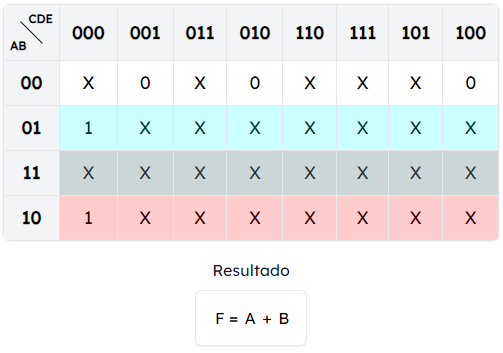 CDE
AB
000 001 011 010 110 111 101 100
00 X 0 X 0 X X X 0
01 1 X X X X X X X
11 X X X X X X X X
10 1 X X X X X X X
Resultado
F = A + B